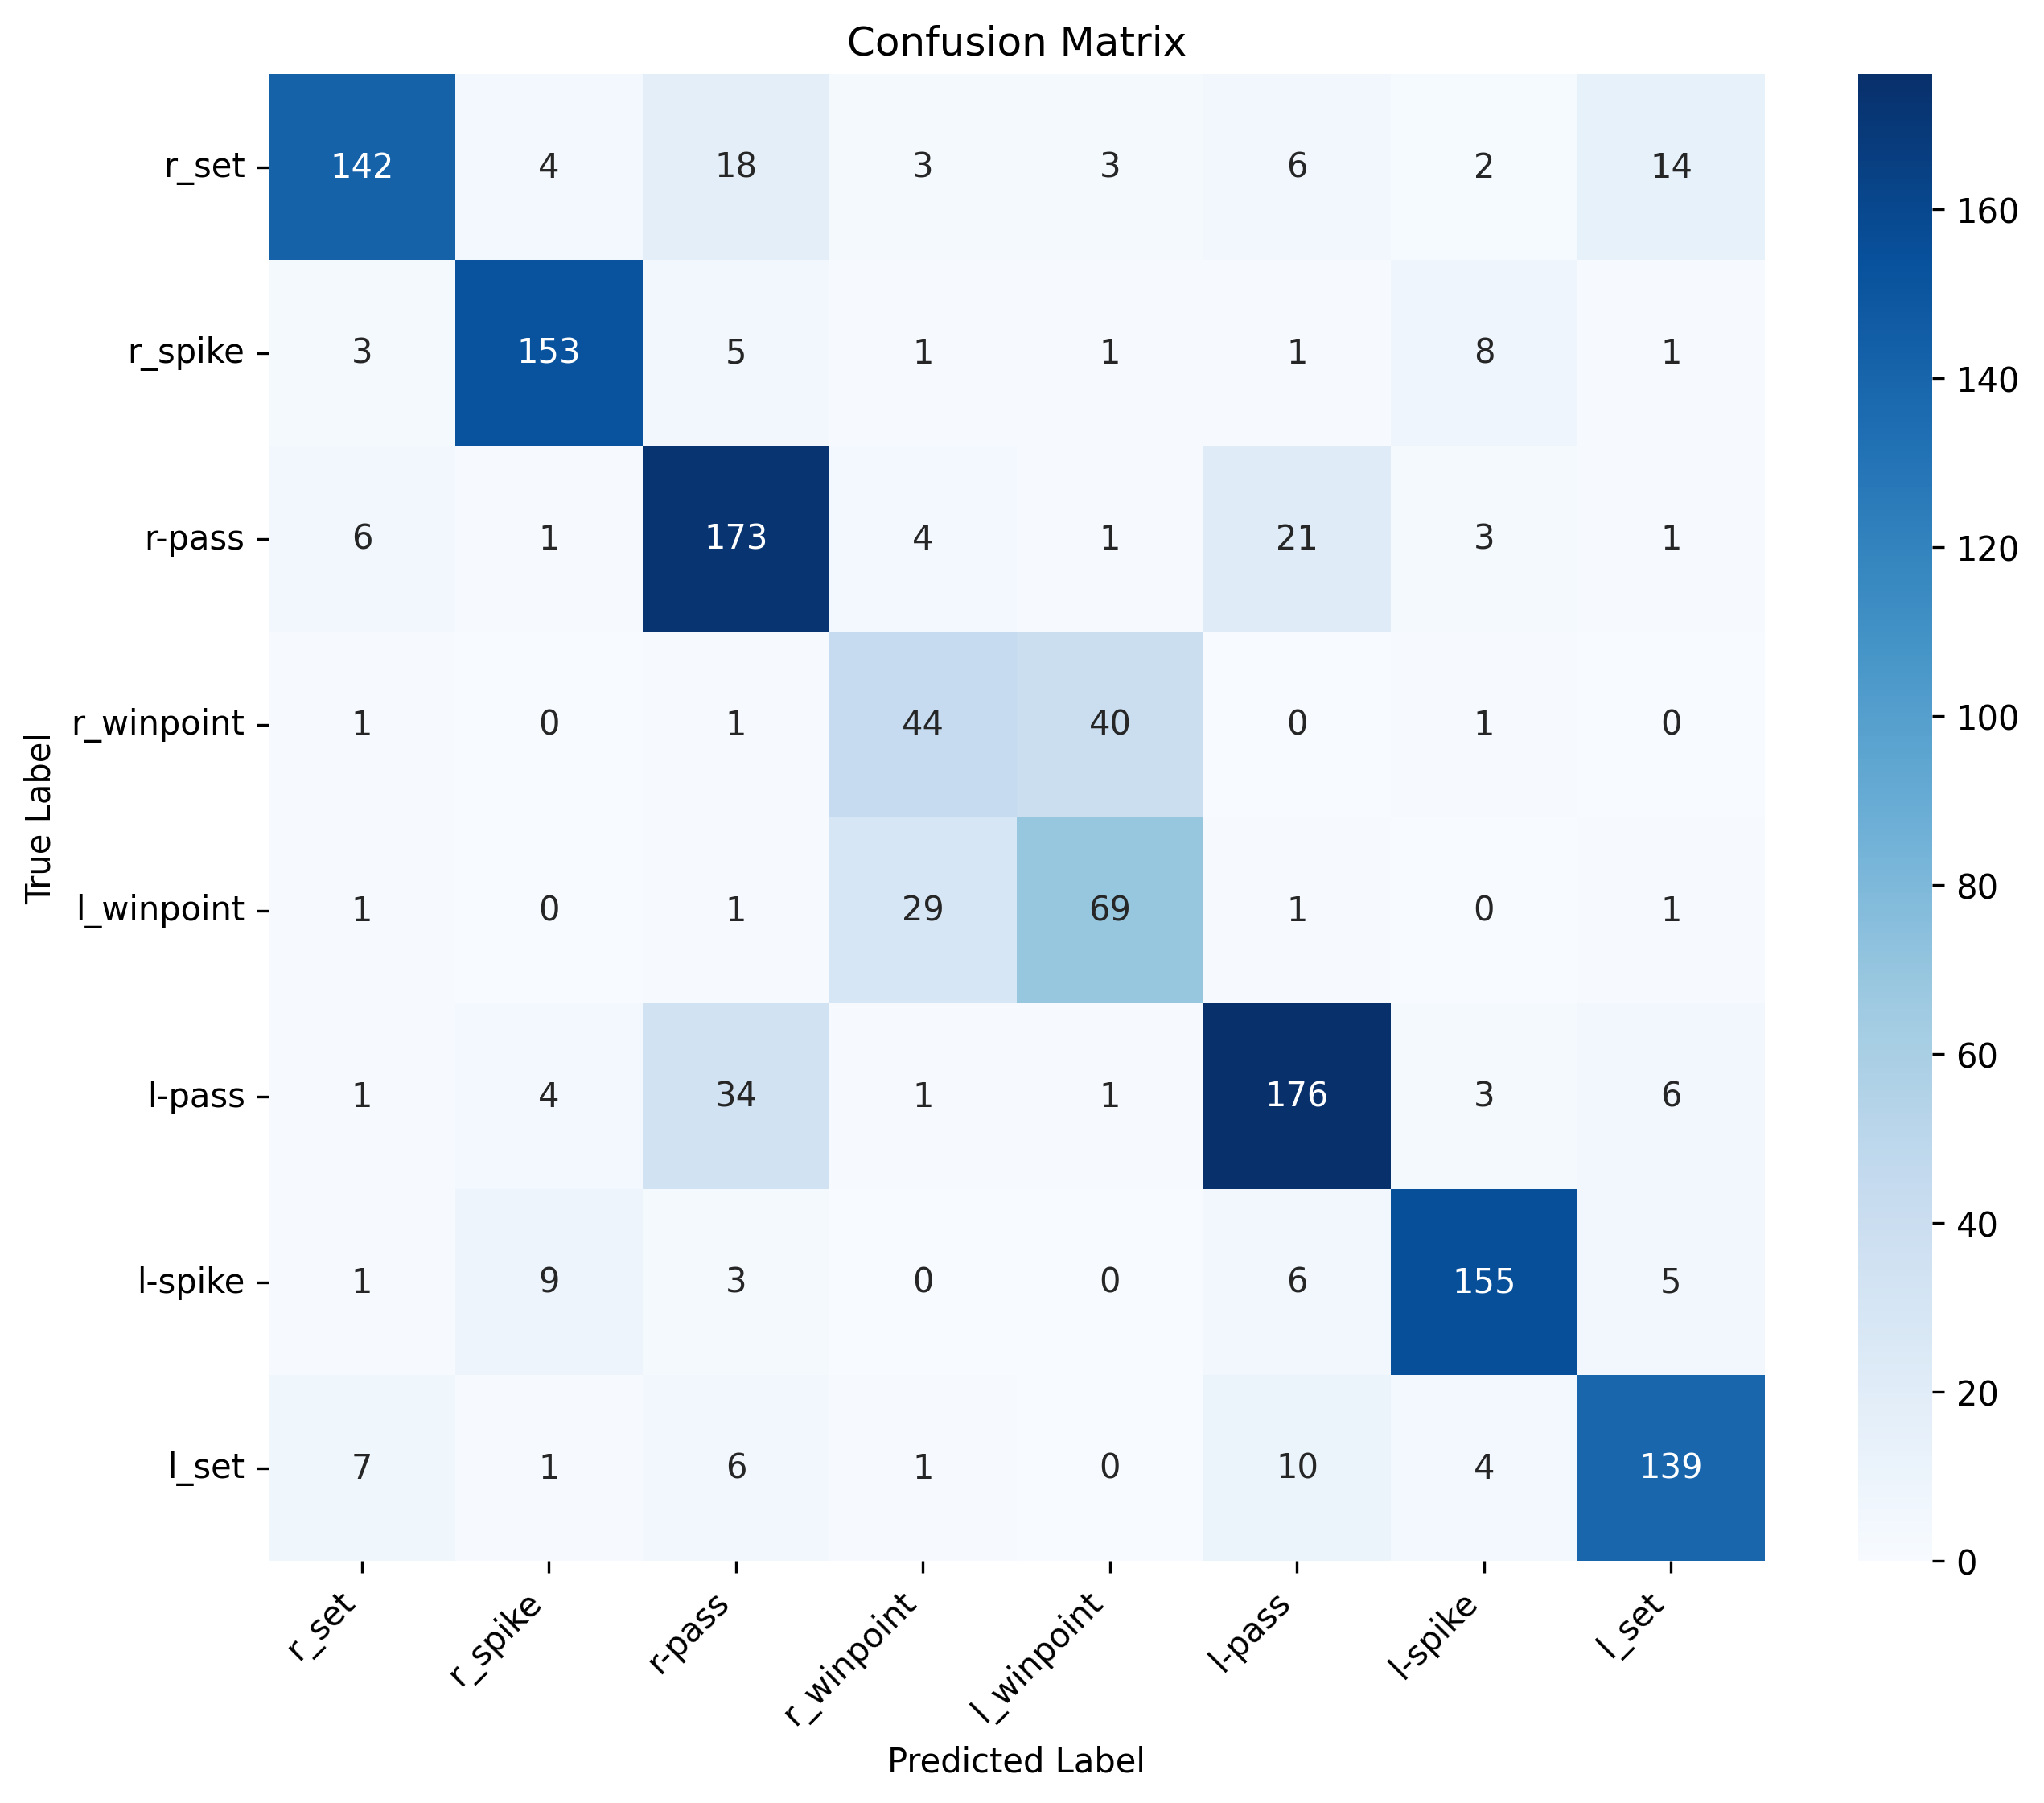 Confusion Matrix
r_set 142 4 18 3 3 6 2 14
r_spike 3 153 5 1 1 1 8 1
r-pass 6 1 173 4 1 21 3 1
r_winpoint 1 0 1 44 40 0 1 0
l_winpoint 1 0 1 29 69 1 0 1
l-pass 1 4 34 1 1 176 3 6
l-spike 1 9 3 0 0 6 155 5
l_set 7 1 6 1 0 10 4 139
True Label
r_set r_spike r-pass r_winpoint l_winpoint l-pass l-spike l_set
Predicted Label
160
140
120
100
80
60
40
20
0